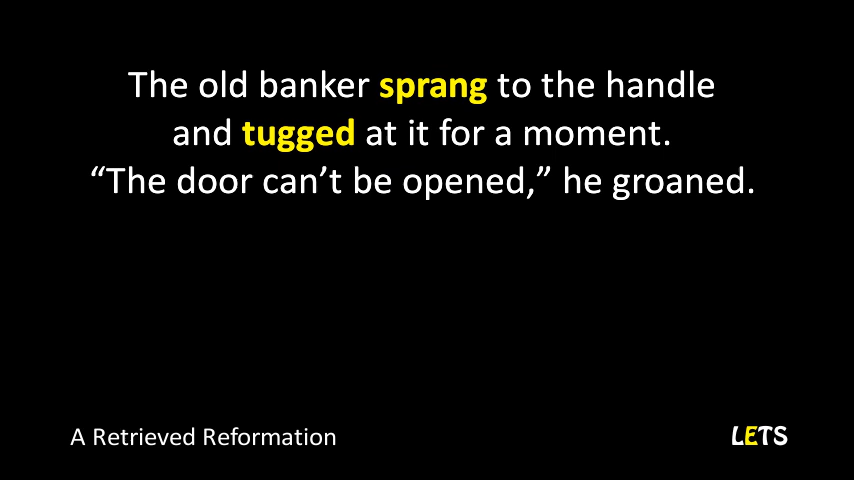 The old banker sprang to the handle
and tugged at it for a moment.
“The door can’t be opened,” he groaned.
A Retrieved Reformation
LETS